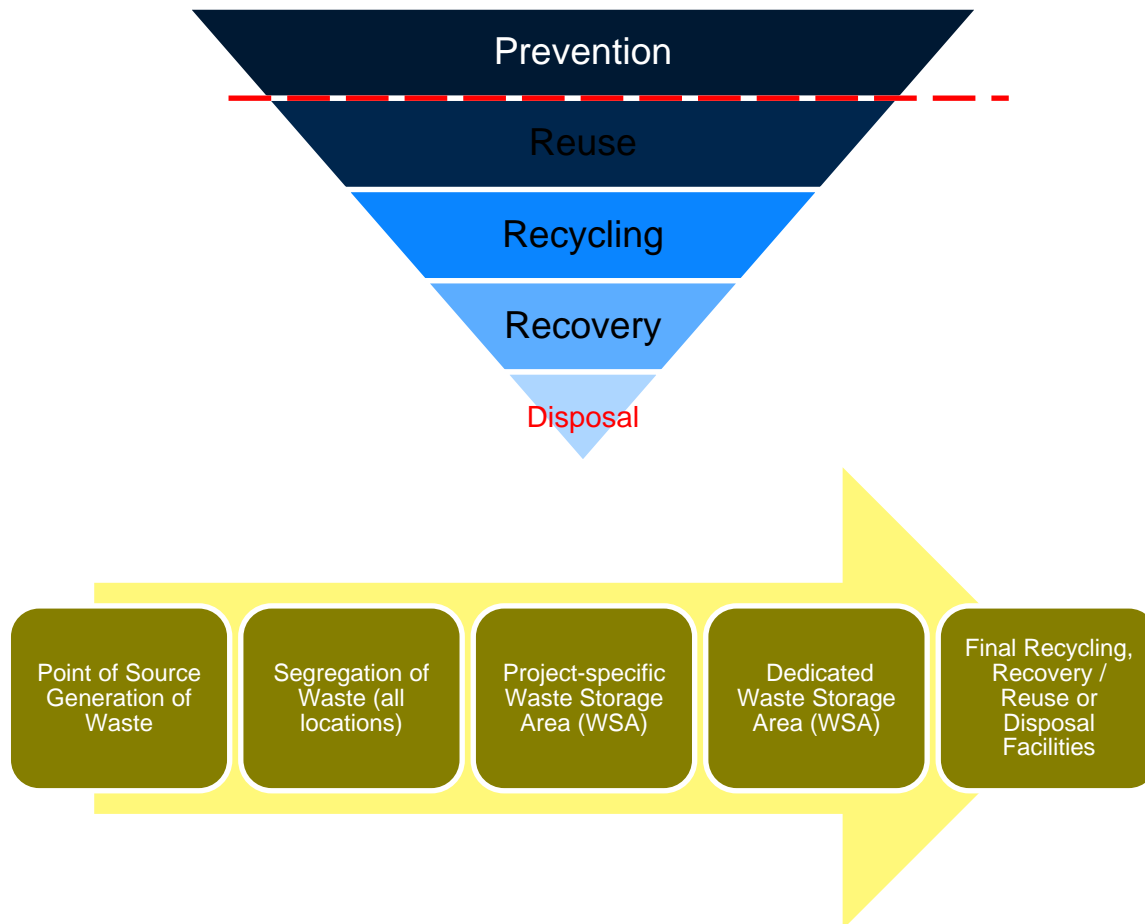 Prevention
Reuse
Recycling
Recovery
Disposal
Point of Source
Generation of
Waste
Segregation of
Waste (all
locations)
Project-specific
Waste Storage
Area (WSA)
Dedicated
Waste Storage
Area (WSA)
Final Recycling,
Recovery /
Reuse or
Disposal
Facilities